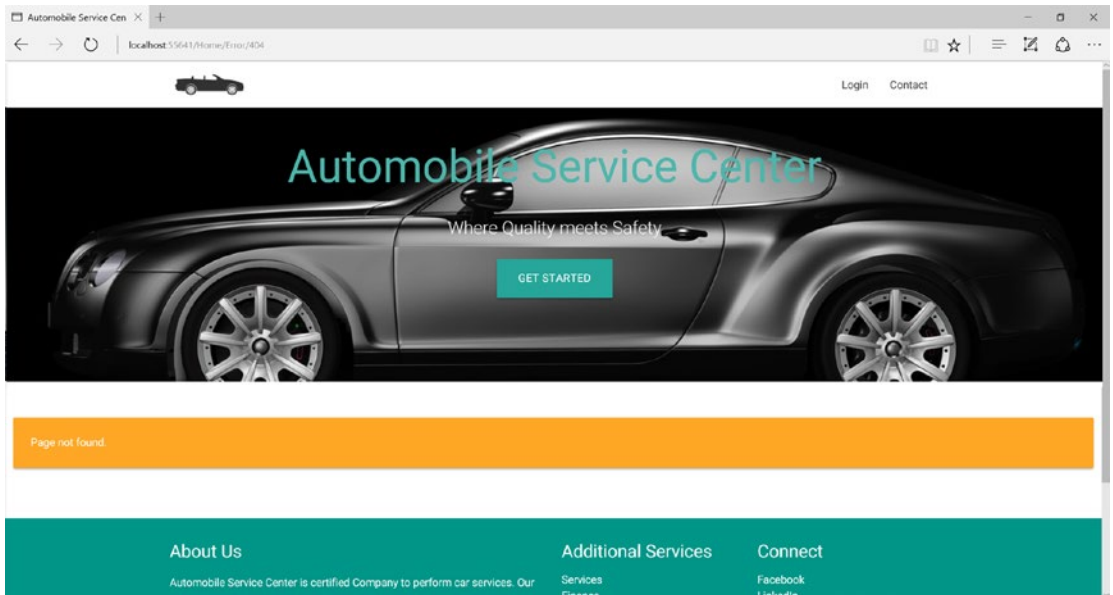 Automobile Service Cen
localhost:55641/Home/Error/404
Login Contact
Automobile Service Center
Where Quality meets Safety
GET STARTED
Page not found.
About Us
Automobile Service Center is certified Company to perform car services. Our
Additional Services
Services
Finance
Connect
Facebook
LinkedIn